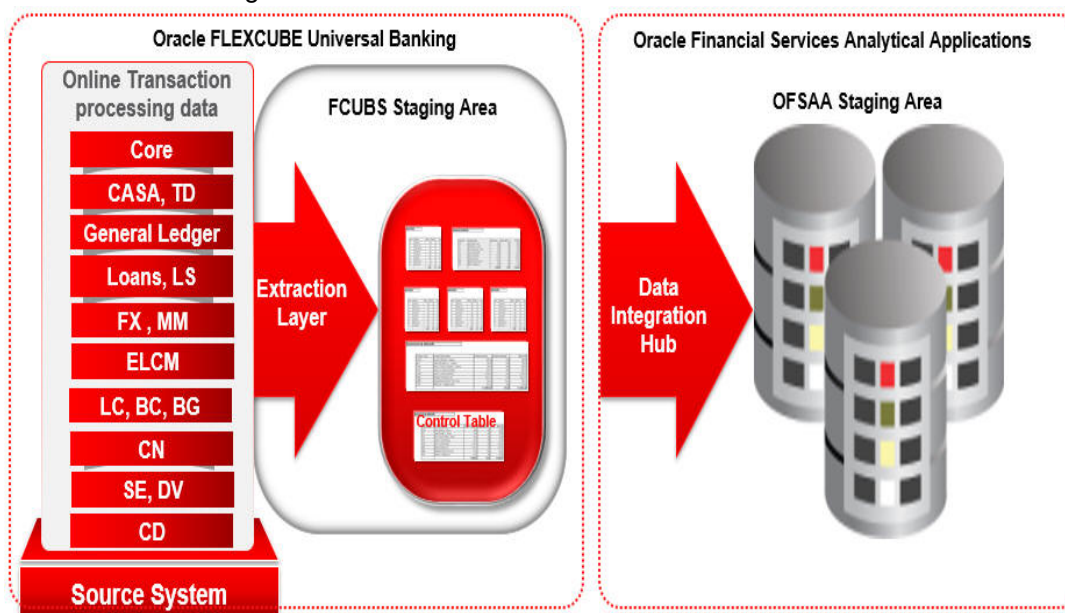 Oracle FLEXCUBE Universal Banking
Online Transaction
processing data
Core
CASA, TD
General Ledger
Loans, LS
FX , MM
ELCM
LC, BC, BG
CN
SE, DV
CD
Source System
Extraction
Layer
FCUBS Staging Area
Control Table
Oracle Financial Services Analytical Applications
Data
Integration
Hub
OFSAA Staging Area